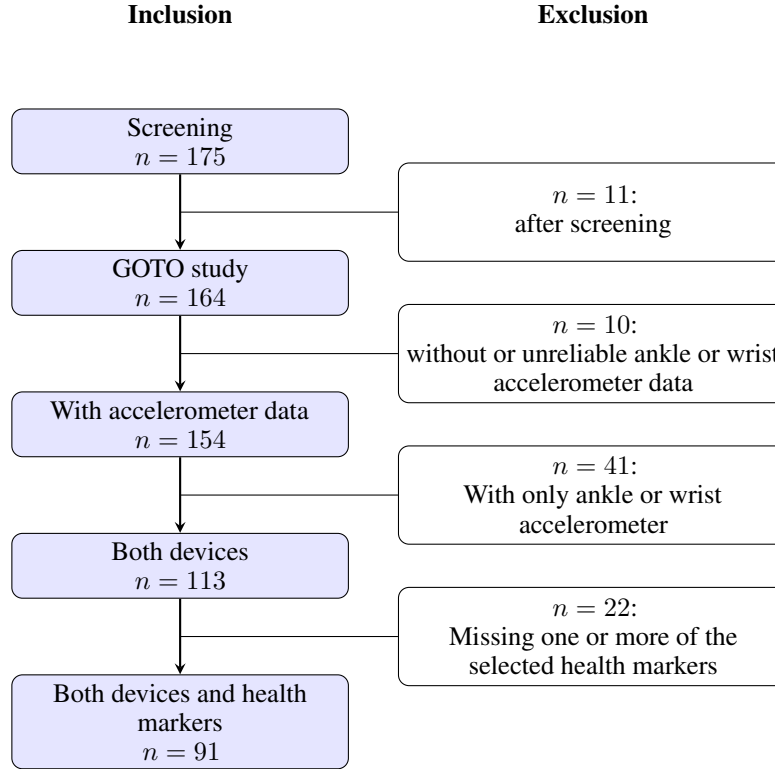 Inclusion
Exclusion
Screening
n = 175
n = 11:
after screening
GOTO study
n = 164
n = 10:
without or unreliable ankle or wrist
accelerometer data
With accelerometer data
n = 154
n = 41:
With only ankle or wrist
accelerometer
Both devices
n = 113
n = 22:
Missing one or more of the
selected health markers
Both devices and health
markers
n = 91